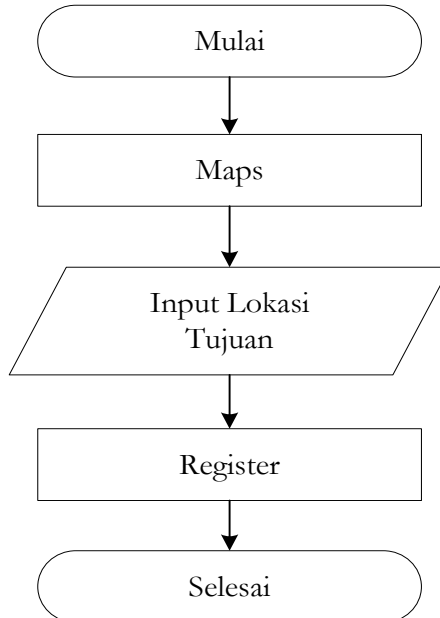 Mulai
Maps
Input Lokasi
Tujuan
Register
Selesai